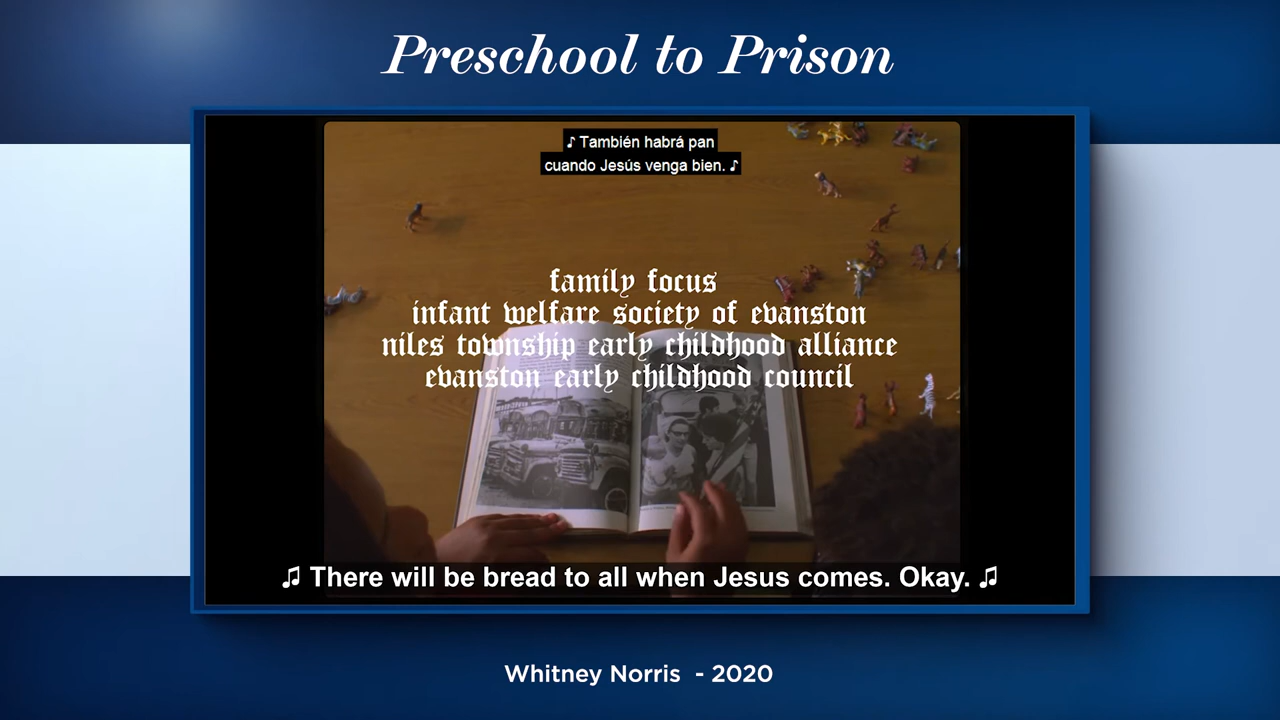 Preschool to Prison
♪ También habrá pan
cuando Jesús venga bien. ♪
family focus
infant welfare society of evanston
niles township early childhood alliance
evanston early childhood council
♫ There will be bread to all when Jesus comes. Okay. ♫
Whitney Norris - 2020